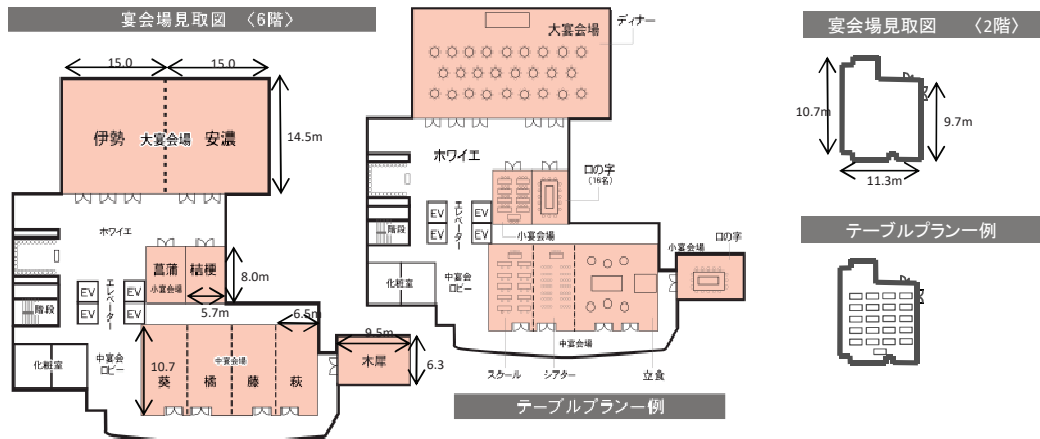 宴会場見取図 〈6階〉
15.0
15.0
伊勢
大宴会場
安濃
14.5m
ホワイエ
菖蒲
桔梗
小宴会場
8.0m
5.7m
6.5m
EV
EV
EV
EV
エレベーター
階段
化粧室
中宴会
ロビー
10.7
中宴会場
葵
橘
藤
萩
9.5m
木犀
6.3
大宴会場
ディナー
ホワイエ
口の字
(16名)
EV
EV
EV
EV
エレベーター
階段
小宴会場
化粧室
中宴会
ロビー
小宴会場
口の字
中宴会場
スクール
シアター
立食
テーブルプラン一例
宴会場見取図 〈2階〉
10.7m
9.7m
11.3m
テーブルプラン一例